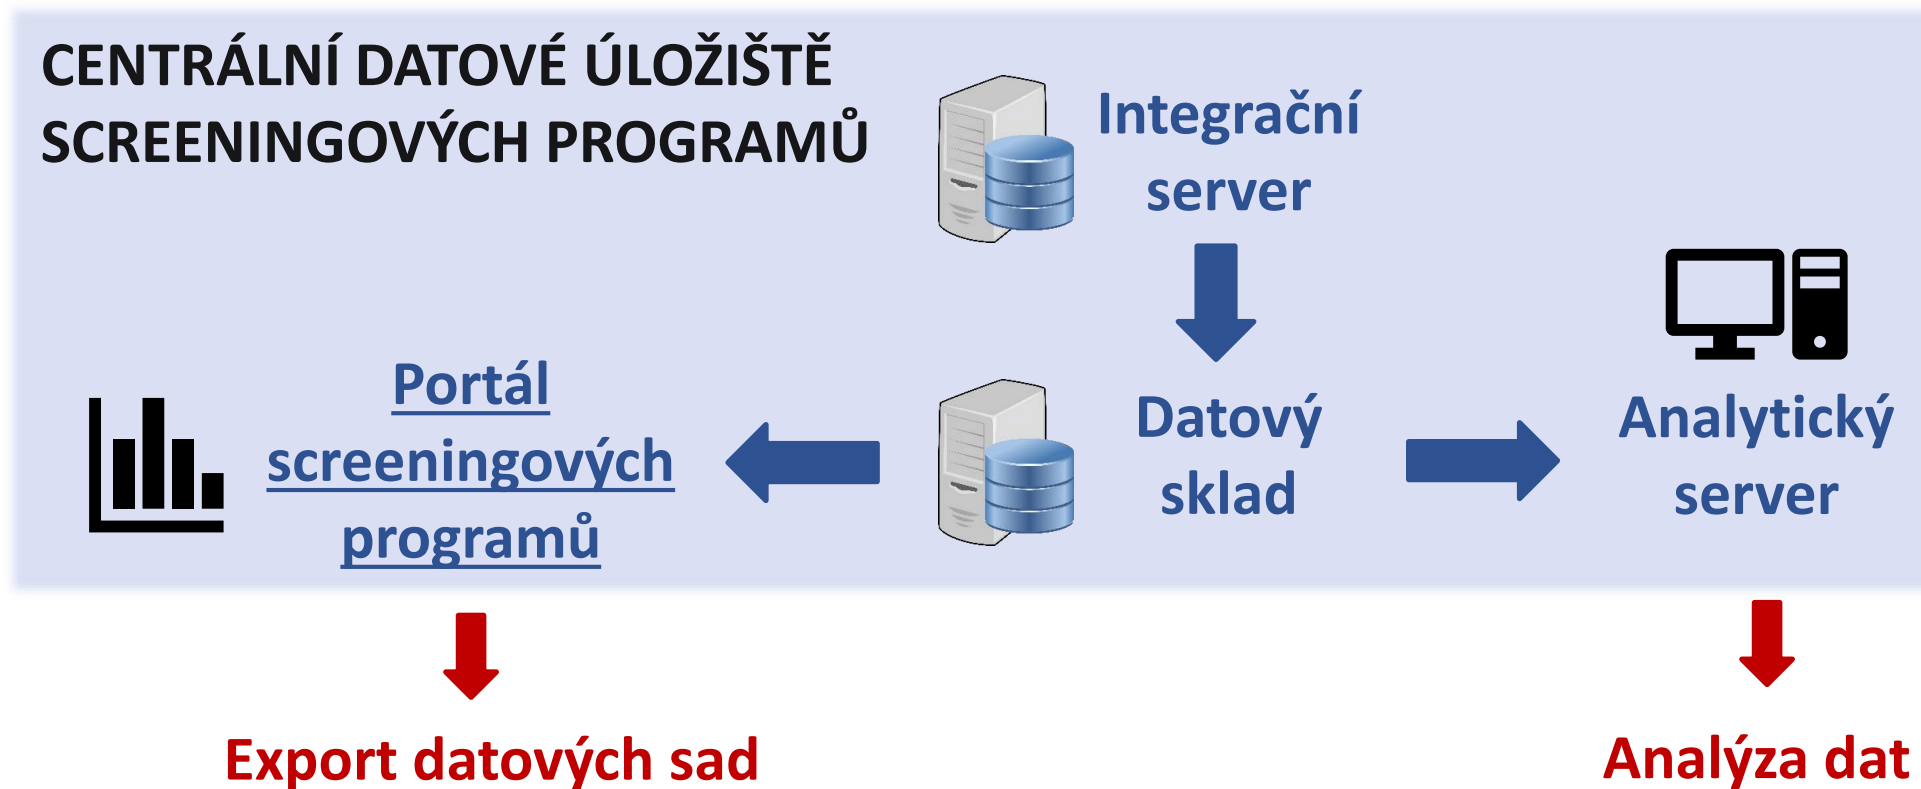 CENTRÁLNÍ DATOVÉ ÚLOŽIŠTĚ
SCREENINGOVÝCH PROGRAMŮ
Integrační
server
Portál
screeningových
programů
Datový
sklad
Analytický
server
Export datových sad
Analýza dat